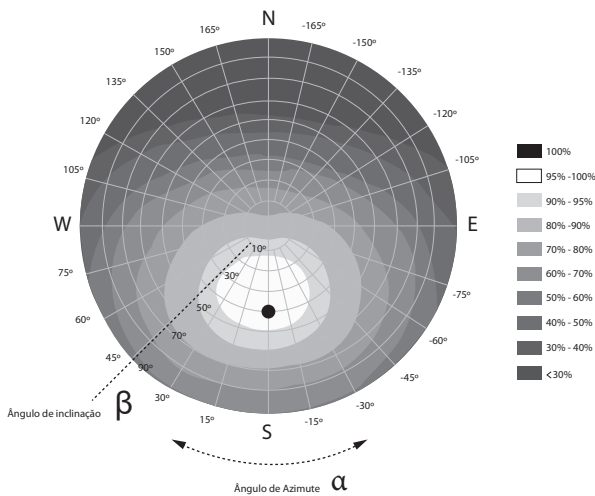 N
165º
-165º
150º
-150º
135º
-135º
120º
-120º
105º
-105º
W
E
75º
-75º
60º
-60º
45º
-45º
30º
-30º
15º
-15º
S
10º
30º
50º
70º
90º
Ângulo de inclinação β
Ângulo de Azimute α
100%
95% -100%
90% - 95%
80% -90%
70% - 80%
60% - 70%
50% - 60%
40% - 50%
30% - 40%
<30%